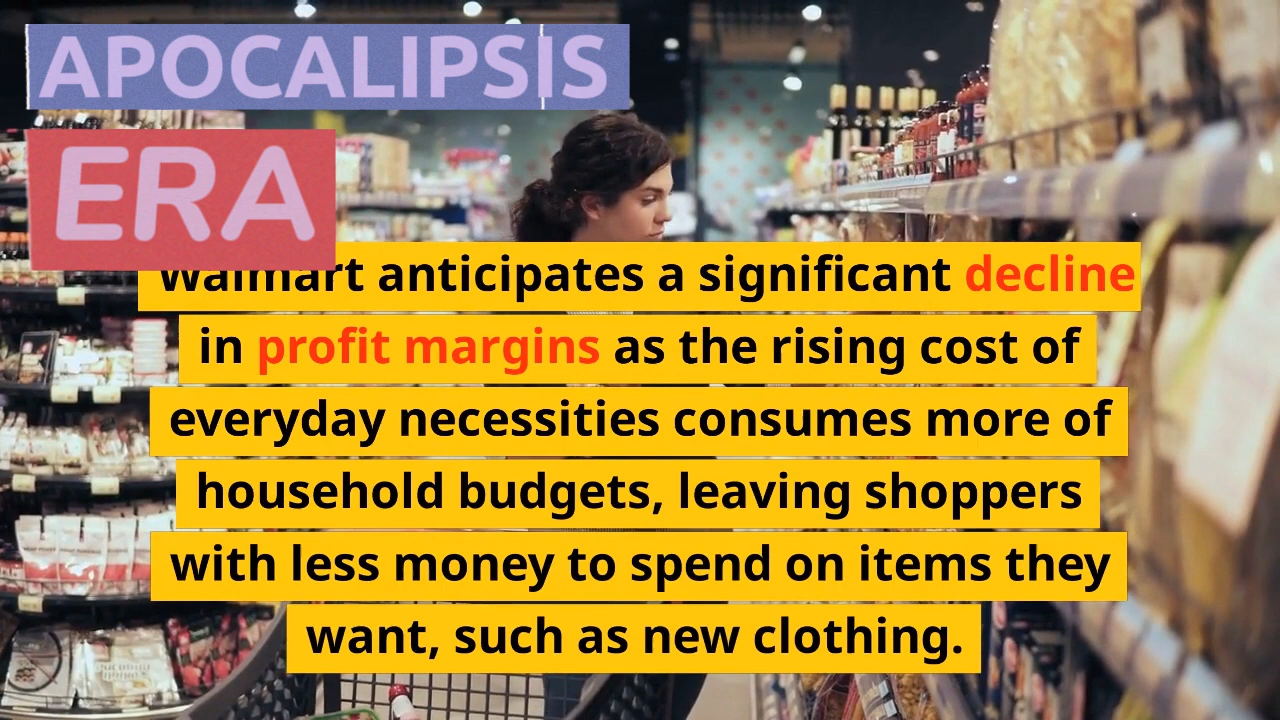 APOCALIPSIS
ERA
Walmart anticipates a significant decline
in profit margins as the rising cost of
everyday necessities consumes more of
household budgets, leaving shoppers
with less money to spend on items they
want, such as new clothing.